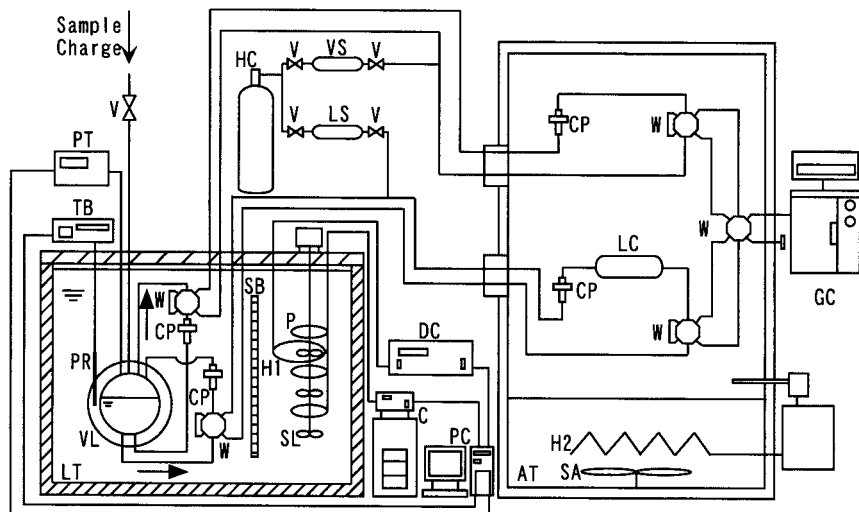 Sample
Charge
V
HC
V
VS
V
V
LS
V
PT
TB
CP
W
W
LC
CP
W
GC
W
SB
CP
P
PR
H1
DC
CP
VL
W
SL
C
PC
LT
H2
AT
SA